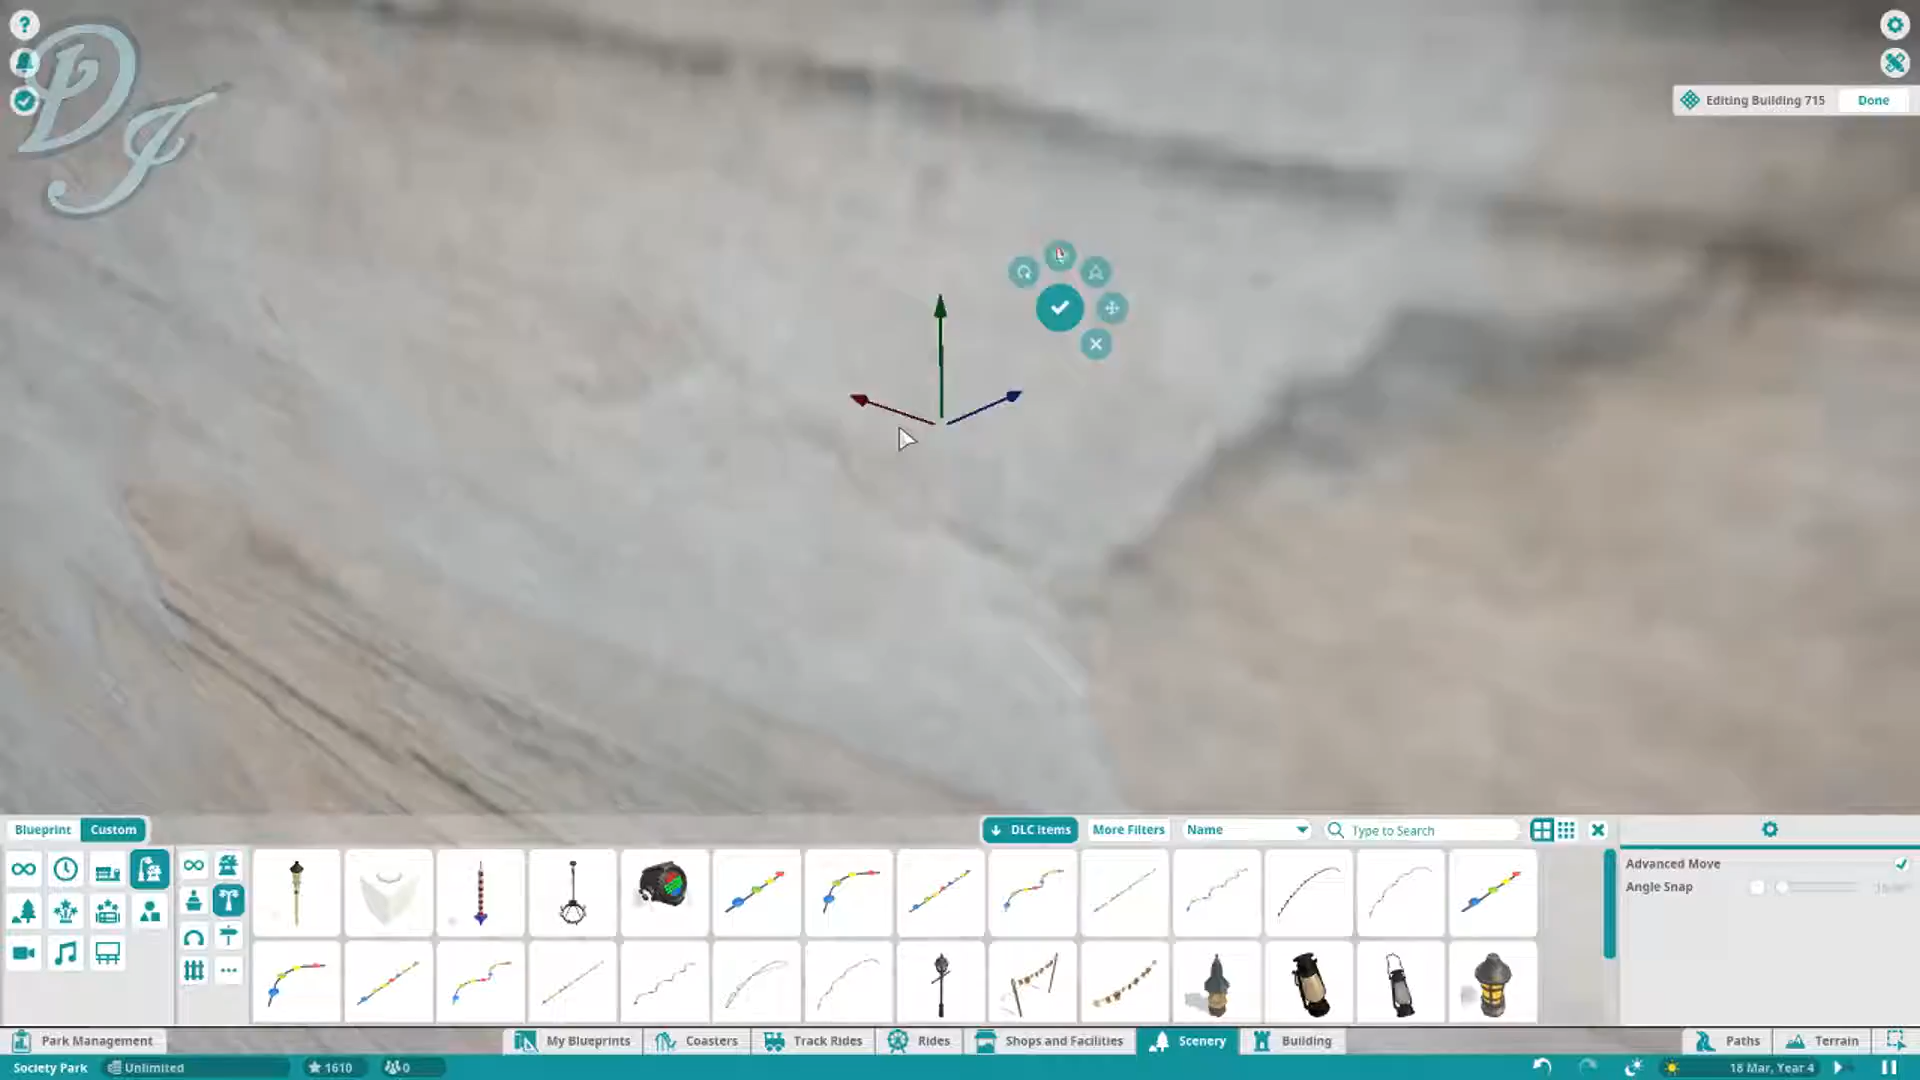 ?
DJ
Editing Building 715
Done
Blueprint
Custom
DLC items
More Filters
Name
Type to Search
Advanced Move
Angle Snap
Park Management
My Blueprints
Coasters
Track Rides
Rides
Shops and Facilities
Scenery
Building
Paths
Terrain
Society Park
Unlimited
1610
0
18 Mar, Year 4